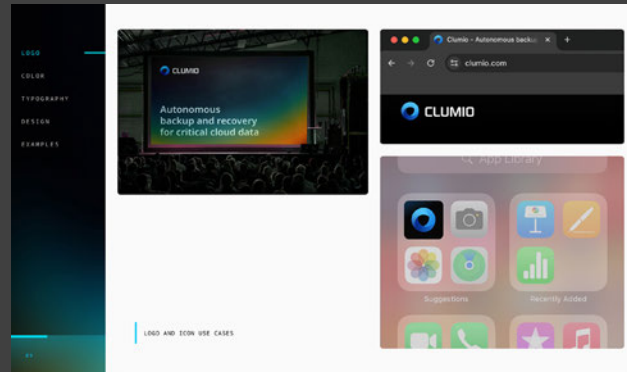 LOGO
COLOR
TYPOGRAPHY
DESIGN
EXAMPLES
CLUMIO
Autonomous
backup and recovery
for critical cloud data
LOGO AND ICON USE CASES
Clumio - Autonomous backu
clumio.com
CLUMIO
App Library
Suggestions
Recently Added